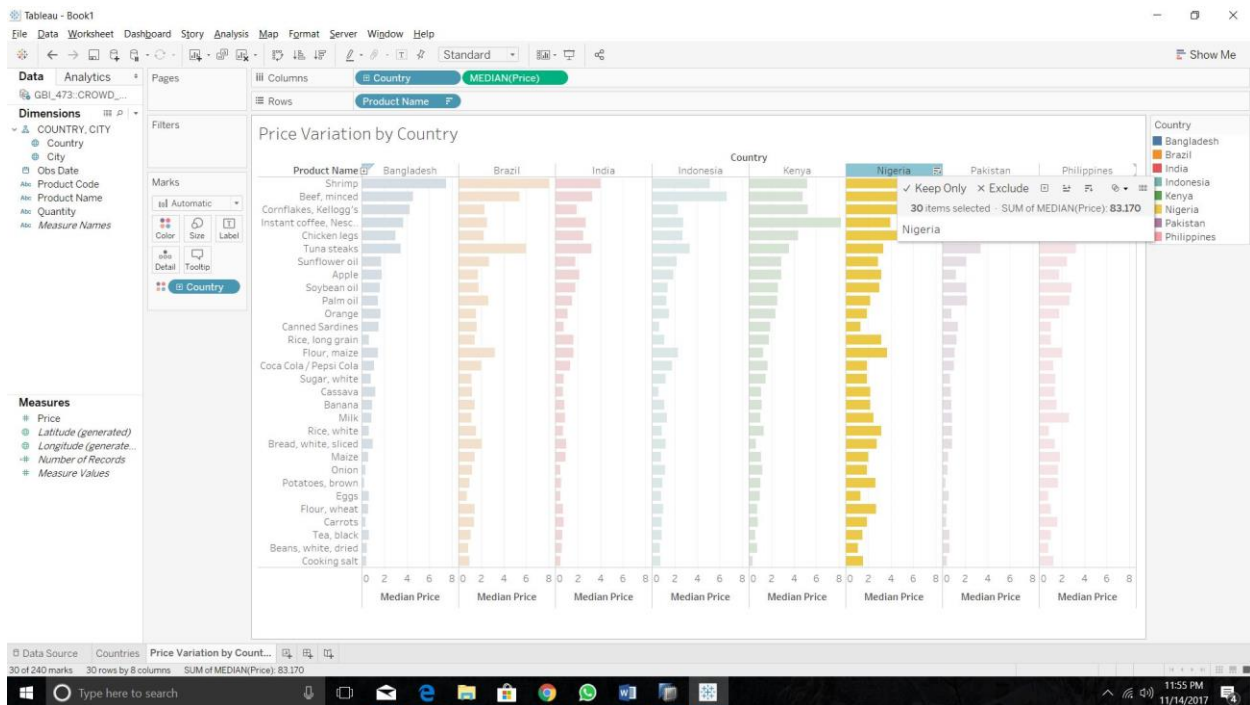 Tableau - Book1
File Data Worksheet Dashboard Story Analysis Map Format Server Window Help
Standard
Show Me
Data Analytics
Pages
Columns
Country
MEDIAN(Price)
GBI_473::CROWD_...
Rows
Product Name
Dimensions
COUNTRY, CITY
Country
City
Obs Date
Abc Product Code
Abc Product Name
Abc Quantity
Abc Measure Names
Filters
Marks
Automatic
Color Size Label
Detail Tooltip
Country
Measures
# Price
Latitude (generated)
Longitude (generate...
Number of Records
# Measure Values
Price Variation by Country
Country
Product Name Bangladesh Brazil India Indonesia Kenya Nigeria Pakistan Philippines
Shrimp
Beef, minced
Cornflakes, Kellogg's
Instant coffee, Nesc..
Chicken legs
Tuna steaks
Sunflower oil
Apple
Soybean oil
Palm oil
Orange
Canned Sardines
Rice, long grain
Flour, maize
Coca Cola / Pepsi Cola
Sugar, white
Cassava
Banana
Milk
Rice, white
Bread, white, sliced
Maize
Onion
Potatoes, brown
Eggs
Flour, wheat
Carrots
Tea, black
Beans, white, dried
Cooking salt
0 2 4 6 8 0 2 4 6 8 0 2 4 6 8 0 2 4 6 8 0 2 4 6 8 0 2 4 6 8 0 2 4 6 8 0 2 4 6 8
Median Price Median Price Median Price Median Price Median Price Median Price Median Price Median Price
Keep Only Exclude
30 items selected · SUM of MEDIAN(Price): 83.170
Nigeria
Country
Bangladesh
Brazil
India
Indonesia
Kenya
Nigeria
Pakistan
Philippines
Data Source Countries Price Variation by Count...
30 of 240 marks 30 rows by 8 columns SUM of MEDIAN(Price): 83.170
Type here to search
11:55 PM
11/14/2017
4